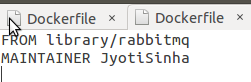 Dockerfile × Dockerfile ×
FROM library/rabbitmq
MAINTAINER JyotiSinha